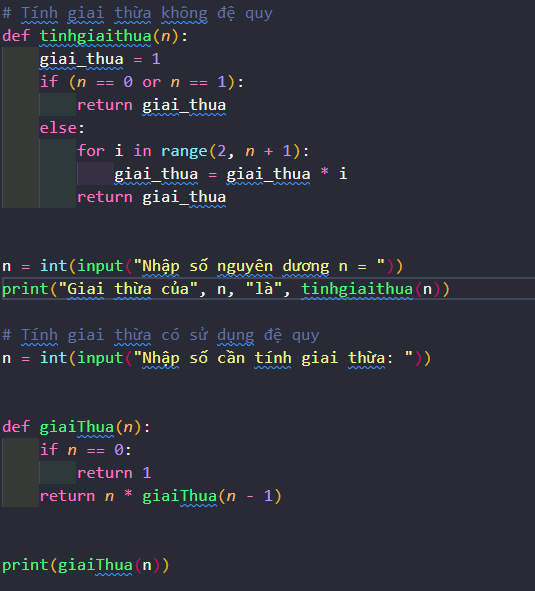 # Tính giai thừa không đệ quy
def tinhgiaithua(n):
    giai_thua = 1
    if (n == 0 or n == 1):
        return giai_thua
    else:
        for i in range(2, n + 1):
            giai_thua = giai_thua * i
        return giai_thua
n = int(input("Nhập số nguyên dương n = "))
print("Giai thừa của", n, "là", tinhgiaithua(n))
# Tính giai thừa có sử dụng đệ quy
n = int(input("Nhập số cần tính giai thừa: "))
def giaiThua(n):
    if n == 0:
        return 1
    return n * giaiThua(n - 1)
print(giaiThua(n))